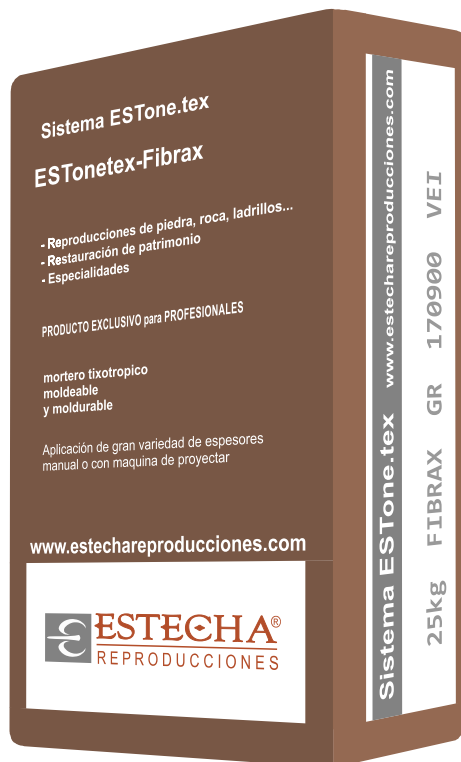 Sistema ESTone.tex
ESTonetex-Fibrax
- Reproducciones de piedra, roca, ladrillos...
- Restauración de patrimonio
- Especialidades
PRODUCTO EXCLUSIVO para PROFESIONALES
mortero tixotropico
moldeable
y moldurable
Aplicación de gran variedad de espesores
manual o con maquina de proyectar
www.estechareproducciones.com
ESTECHA®
REPRODUCCIONES
Sistema ESTone.tex www.estechareproducciones.com
25kg FIBRAX GR 170900 VEI